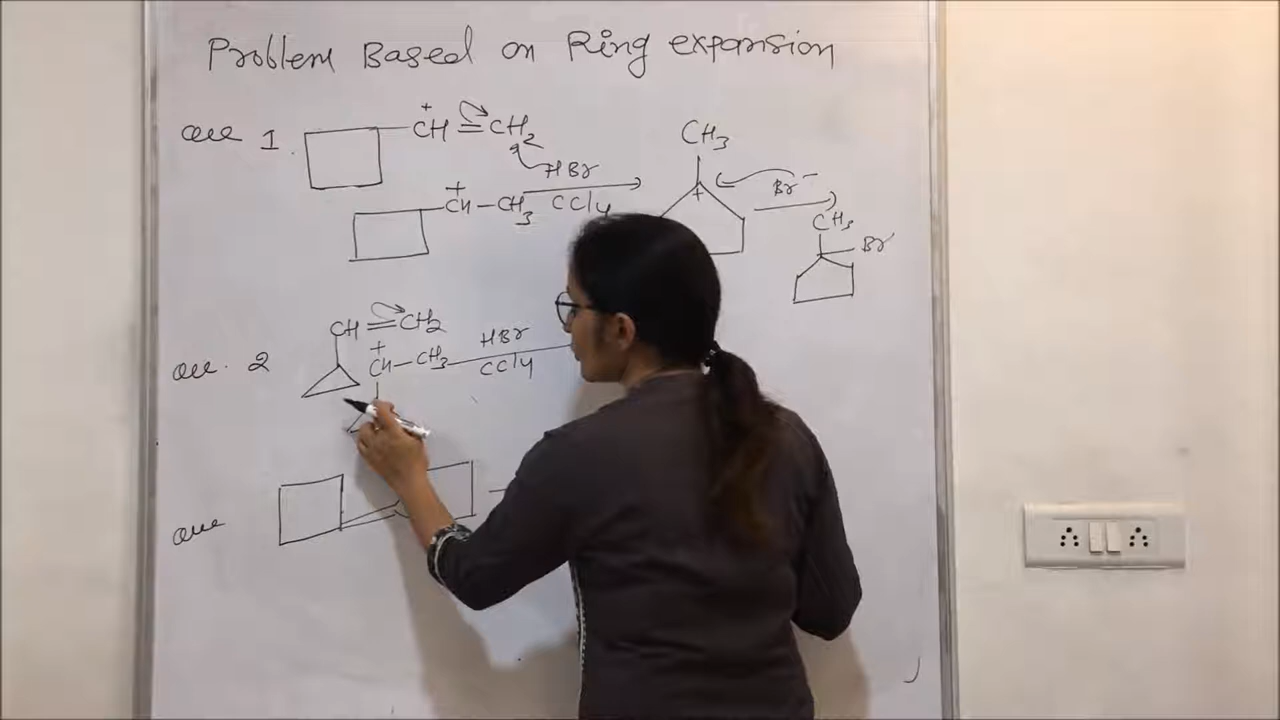 Problem Based on Ring expansion
que 1.
+
CH = CH2
HBr
CCl4
+
CH - CH3
CH3
+
Br-
CH3
Br
que. 2
CH = CH2
+
CH - CH3
HBr
CCl4
que